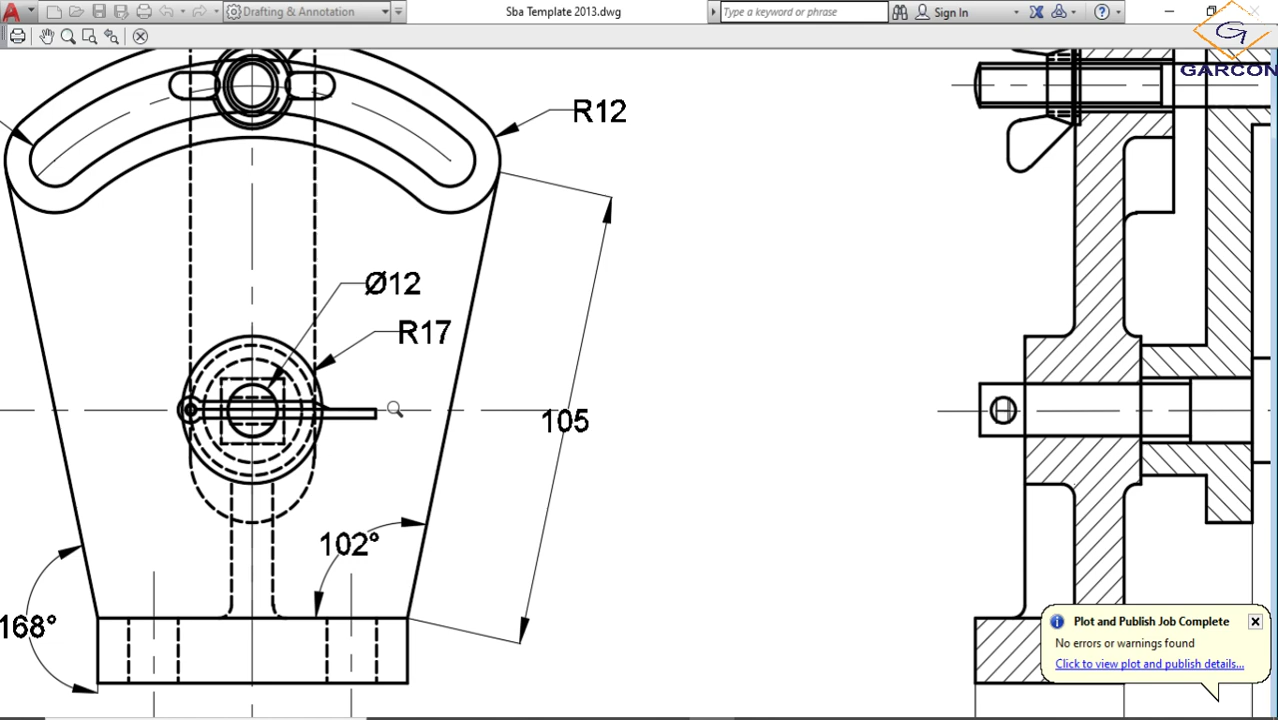 Drafting & Annotation
Sba Template 2013.dwg
Type a keyword or phrase
Sign In
GARCON
R12
Ø12
R17
105
102°
168°
Plot and Publish Job Complete
No errors or warnings found
Click to view plot and publish details...